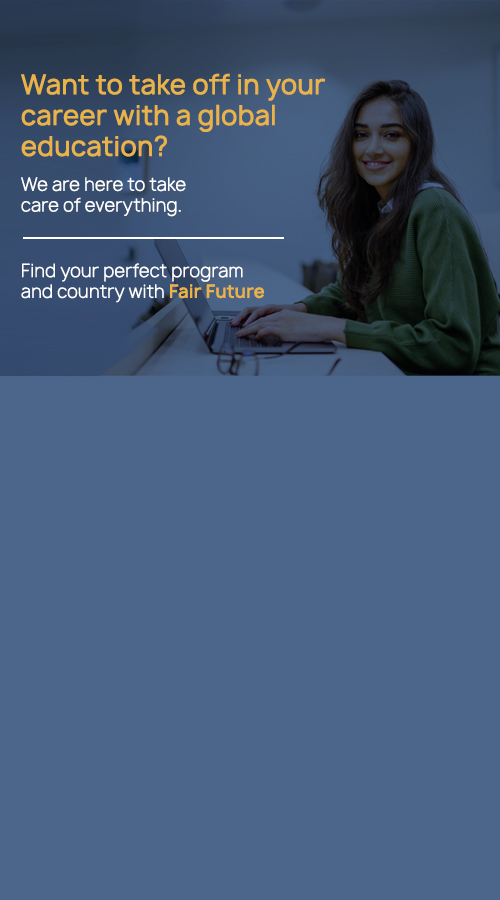 Want to take off in your
career with a global
education?
We are here to take
care of everything.
Find your perfect program
and country with Fair Future